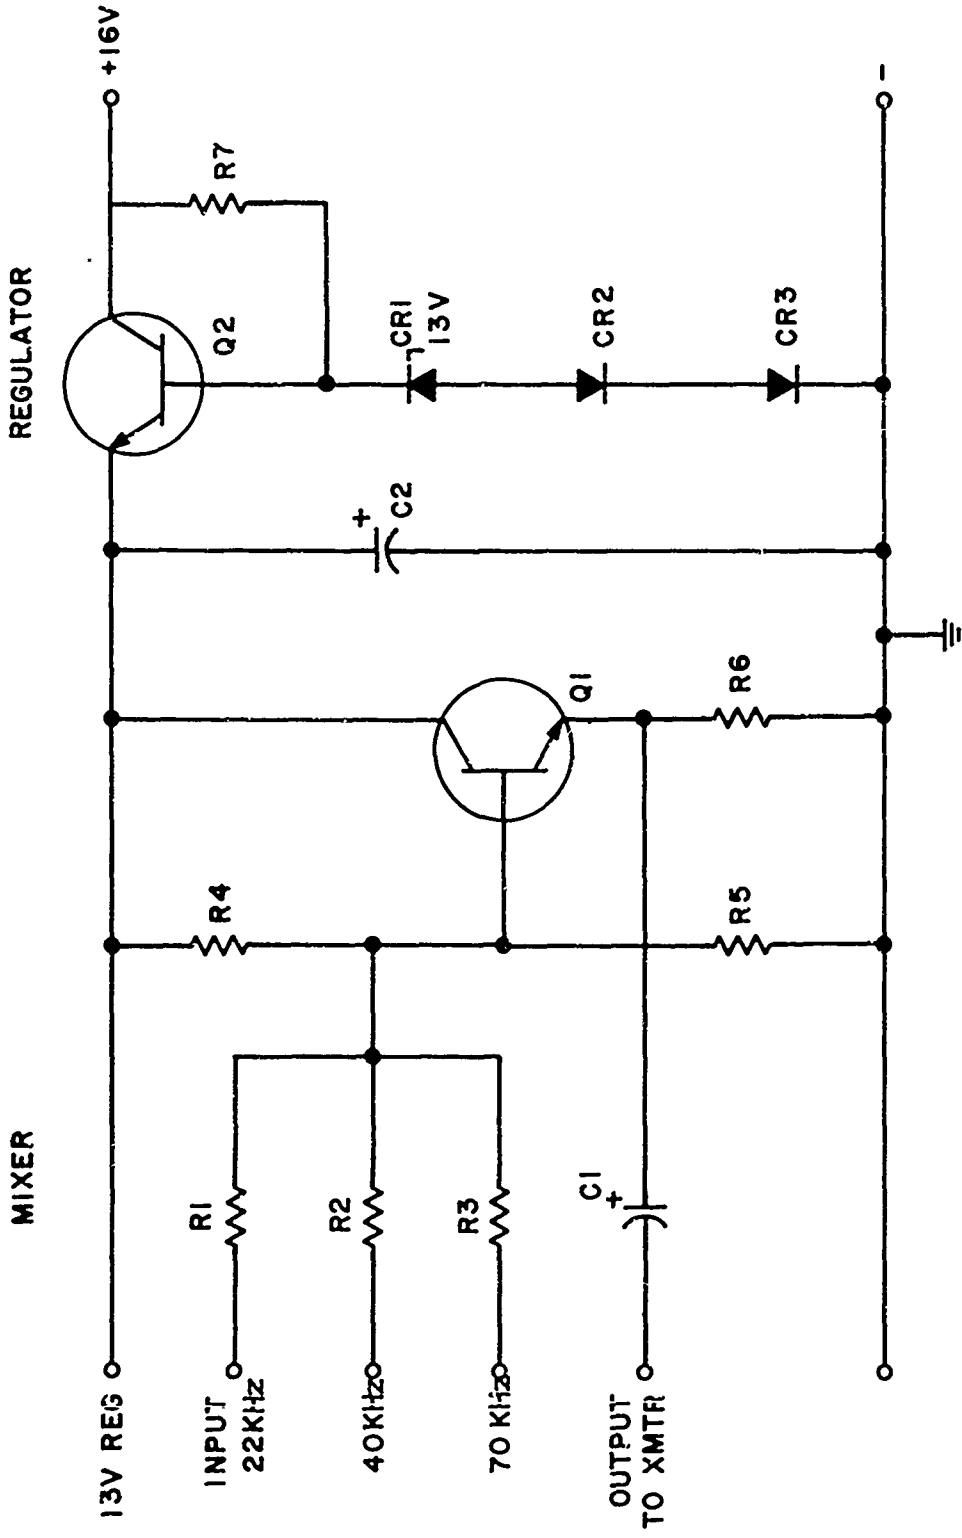 MIXER
REGULATOR
13V REG
+16V
INPUT
22KHz
40KHz
70KHz
OUTPUT
TO XMTR
R1
R2
R3
C1
+
R4
R5
Q1
R6
+
C2
Q2
R7
CR1
13V
CR2
CR3
-